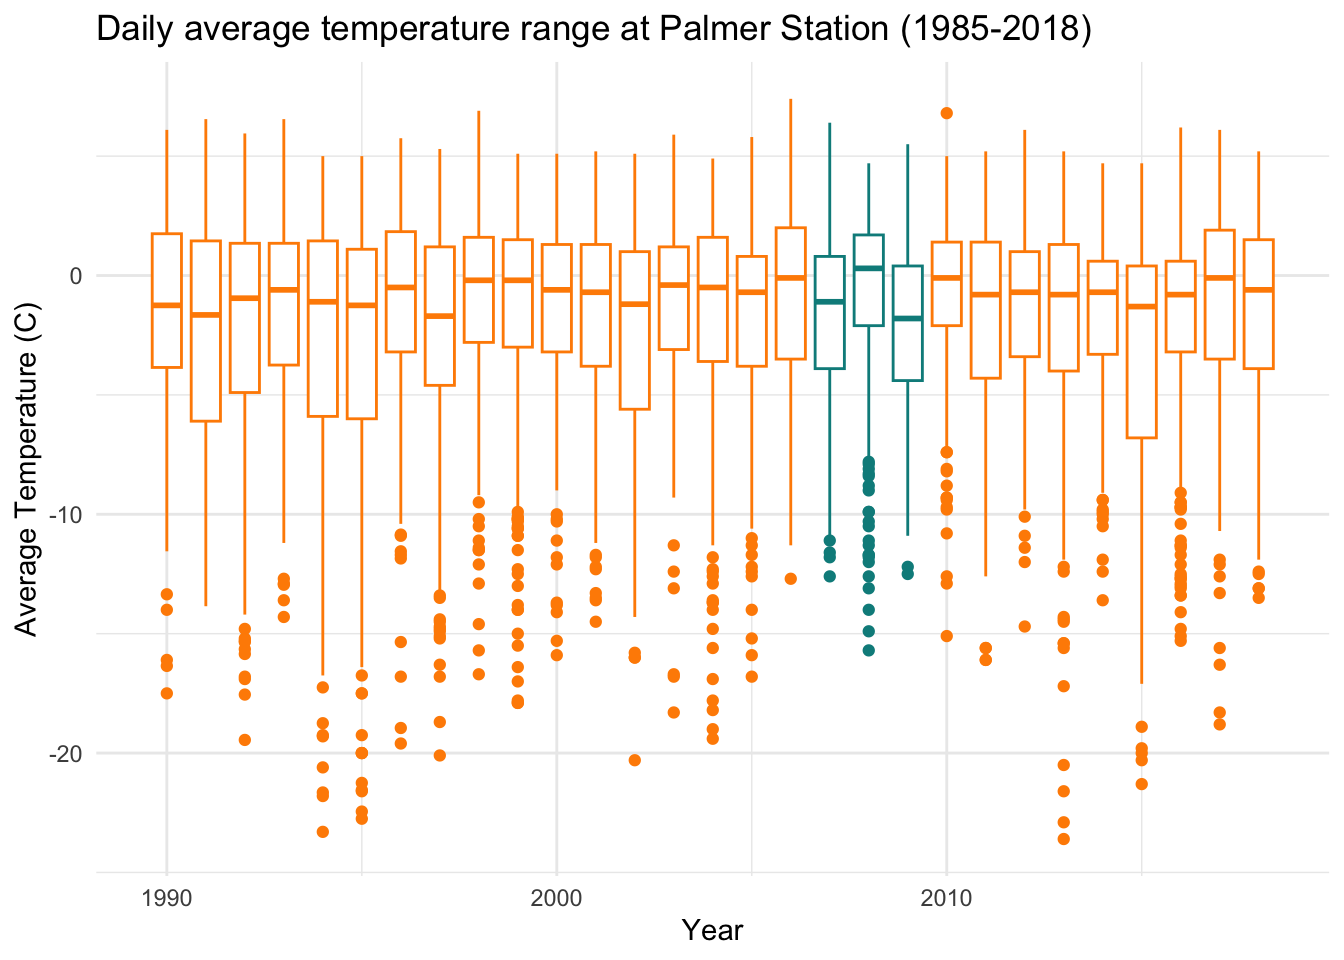 Daily average temperature range at Palmer Station (1985-2018)
Average Temperature (C)
0
-10
-20
1990
2000
2010
Year